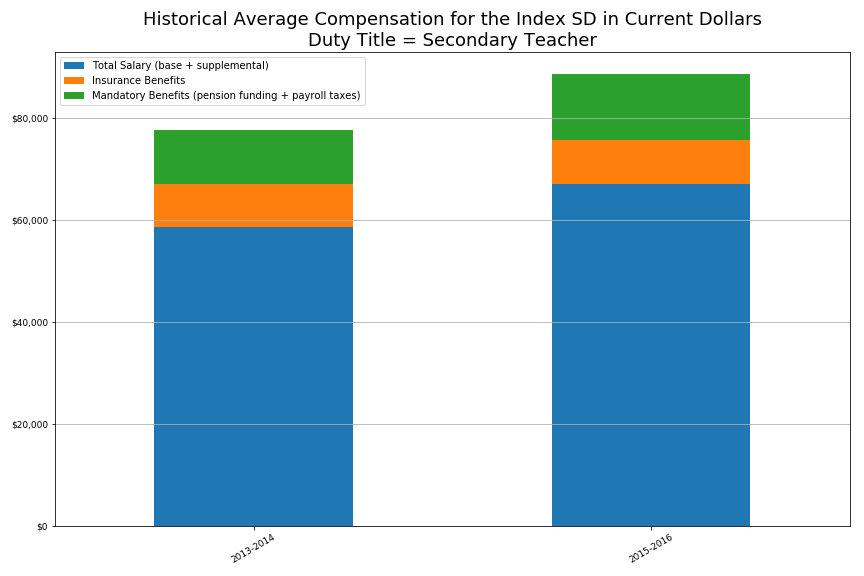 Historical Average Compensation for the Index SD in Current Dollars
Duty Title = Secondary Teacher
Total Salary (base + supplemental)
Insurance Benefits
Mandatory Benefits (pension funding + payroll taxes)
$80,000
$60,000
$40,000
$20,000
$0
2013-2014
2015-2016